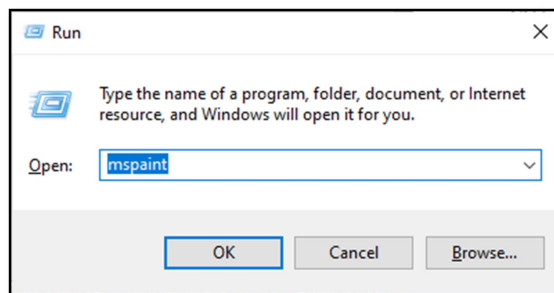 Run
Type the name of a program, folder, document, or Internet
resource, and Windows will open it for you.
Open: mspaint
OK Cancel Browse...